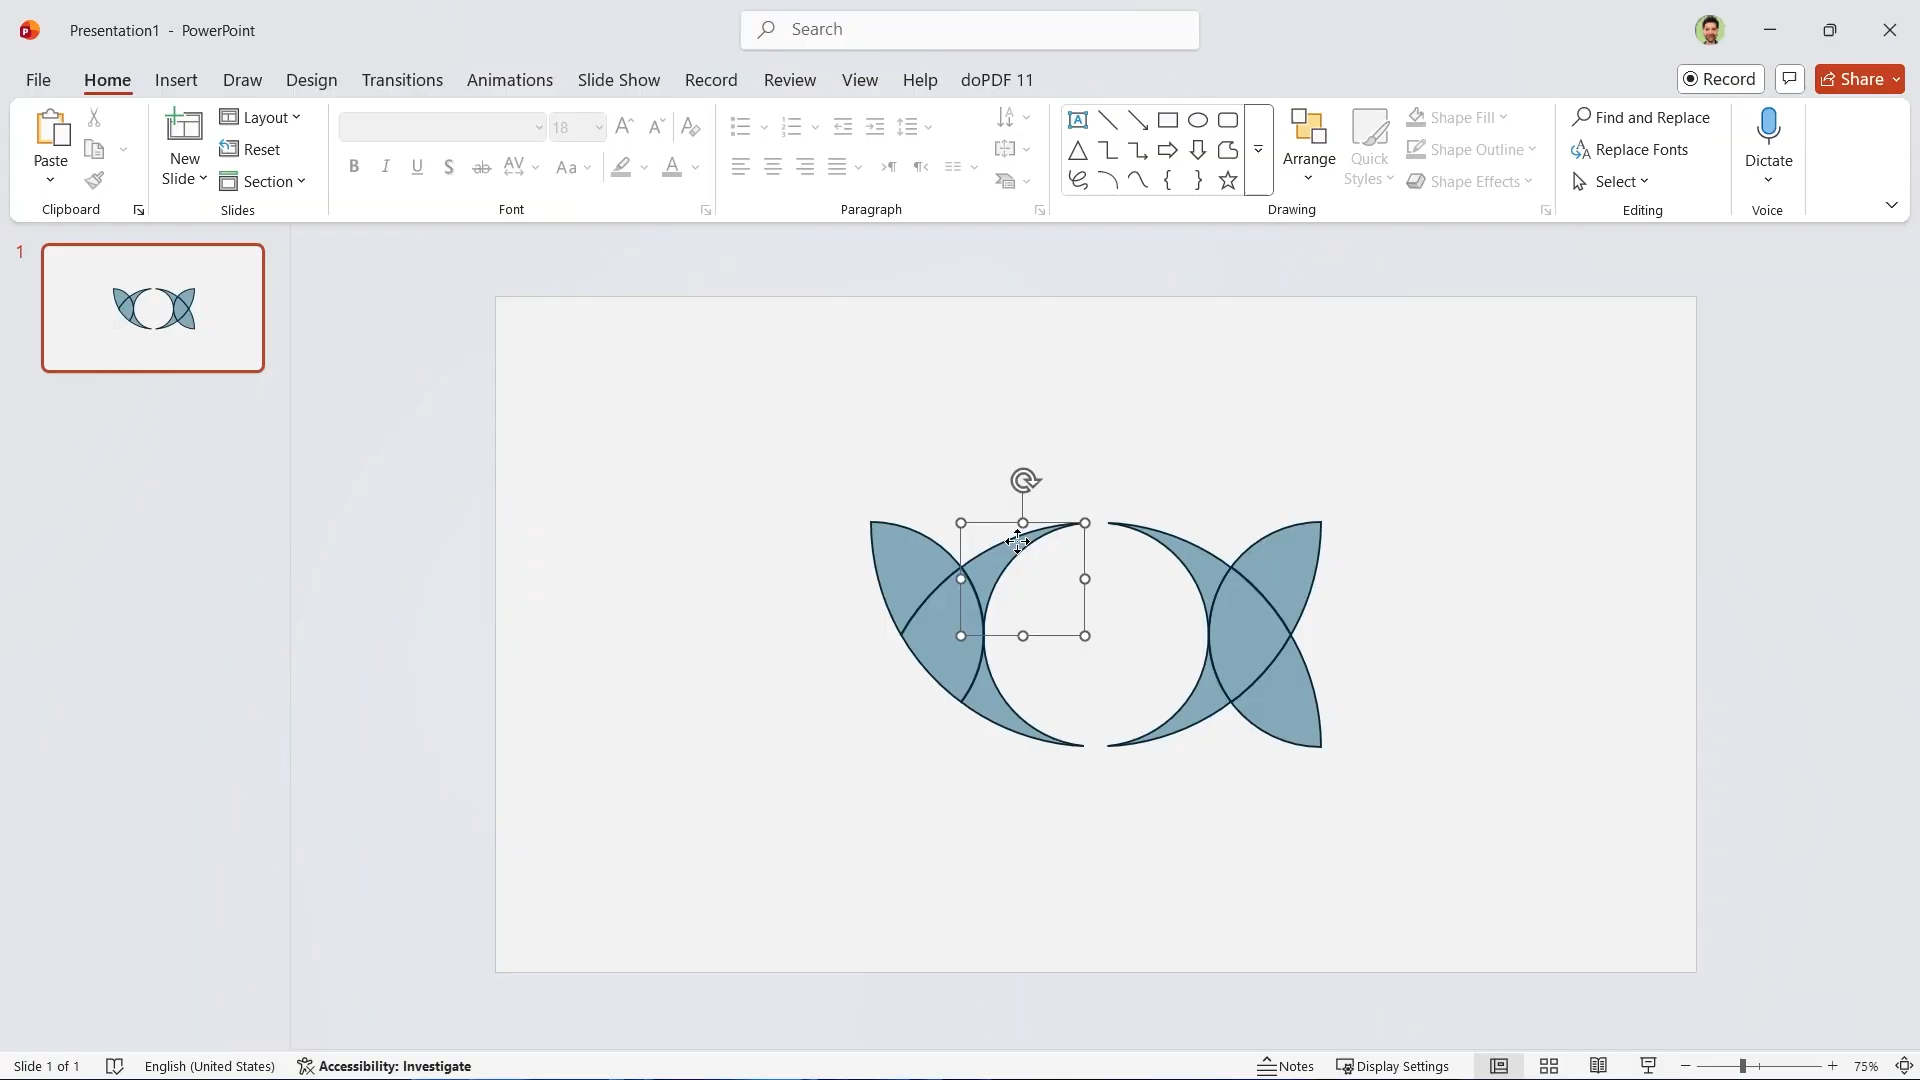 Presentation1 - PowerPoint
Search
File Home Insert Draw Design Transitions Animations Slide Show Record Review View Help doPDF 11
Record Share
Paste
Clipboard
New Slide
Layout
Reset
Section
Slides
18
Font
Paragraph
Arrange
Quick Styles
Shape Fill
Shape Outline
Shape Effects
Drawing
Find and Replace
Replace Fonts
Select
Editing
Dictate
Voice
1
Slide 1 of 1 English (United States) Accessibility: Investigate Notes Display Settings 75%